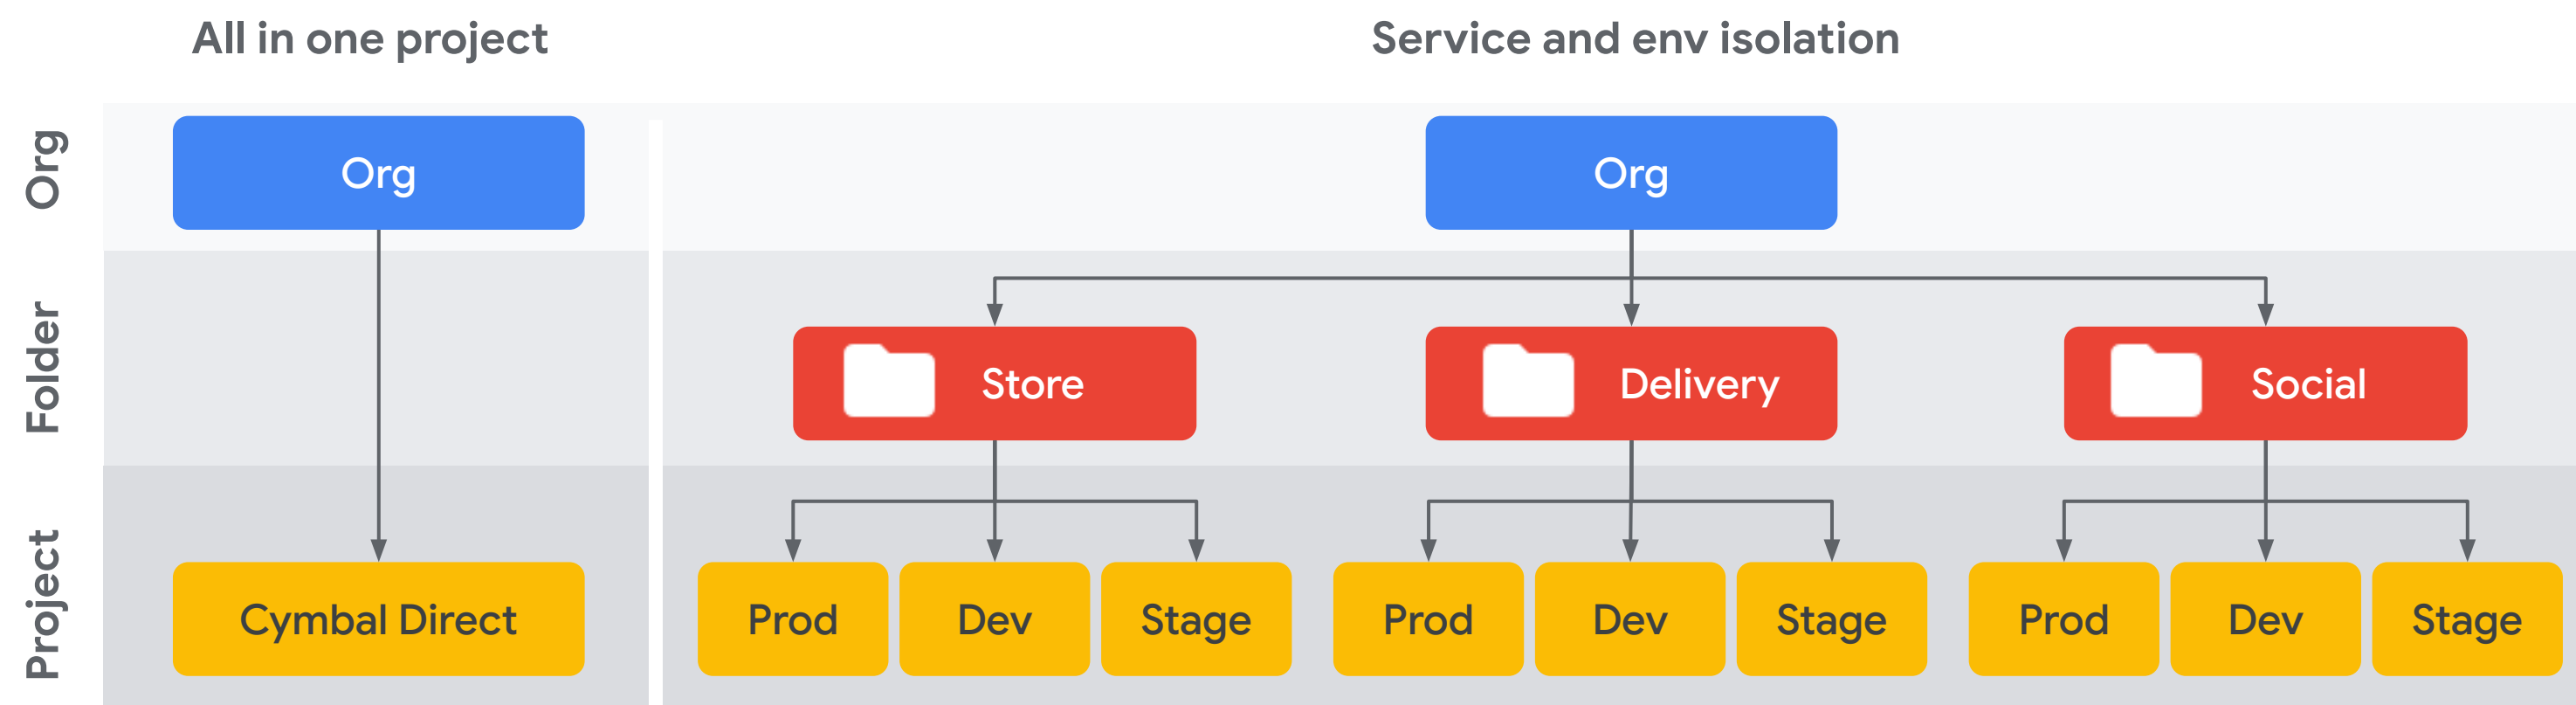 All in one project
Service and env isolation
Org
Org
Org
Folder
Store
Delivery
Social
Project
Cymbal Direct
Prod
Dev
Stage
Prod
Dev
Stage
Prod
Dev
Stage